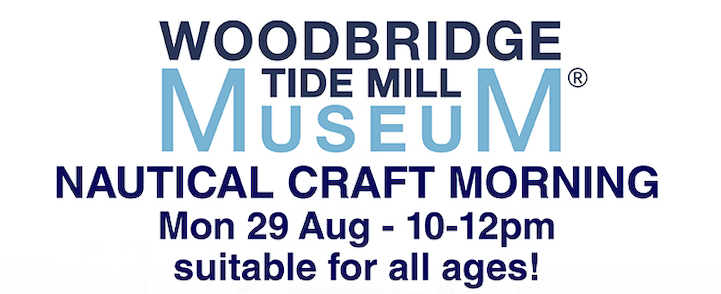 WOODBRIDGE
TIDE MILL
MUSEUM®
NAUTICAL CRAFT MORNING
Mon 29 Aug - 10-12pm
suitable for all ages!